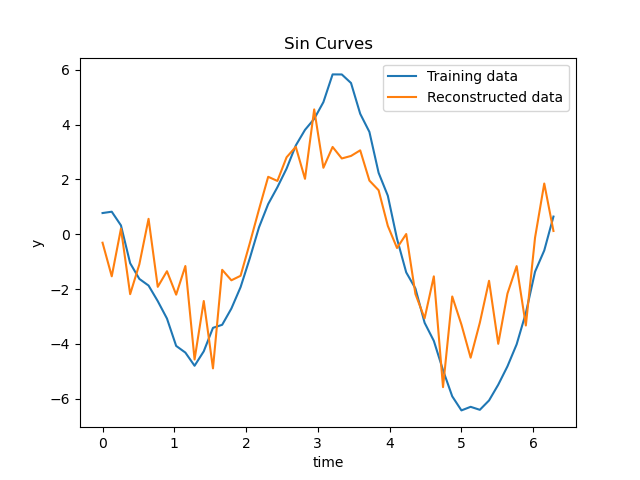 Sin Curves
Training data
Reconstructed data
y
6
4
2
0
−2
−4
−6
0 1 2 3 4 5 6
time